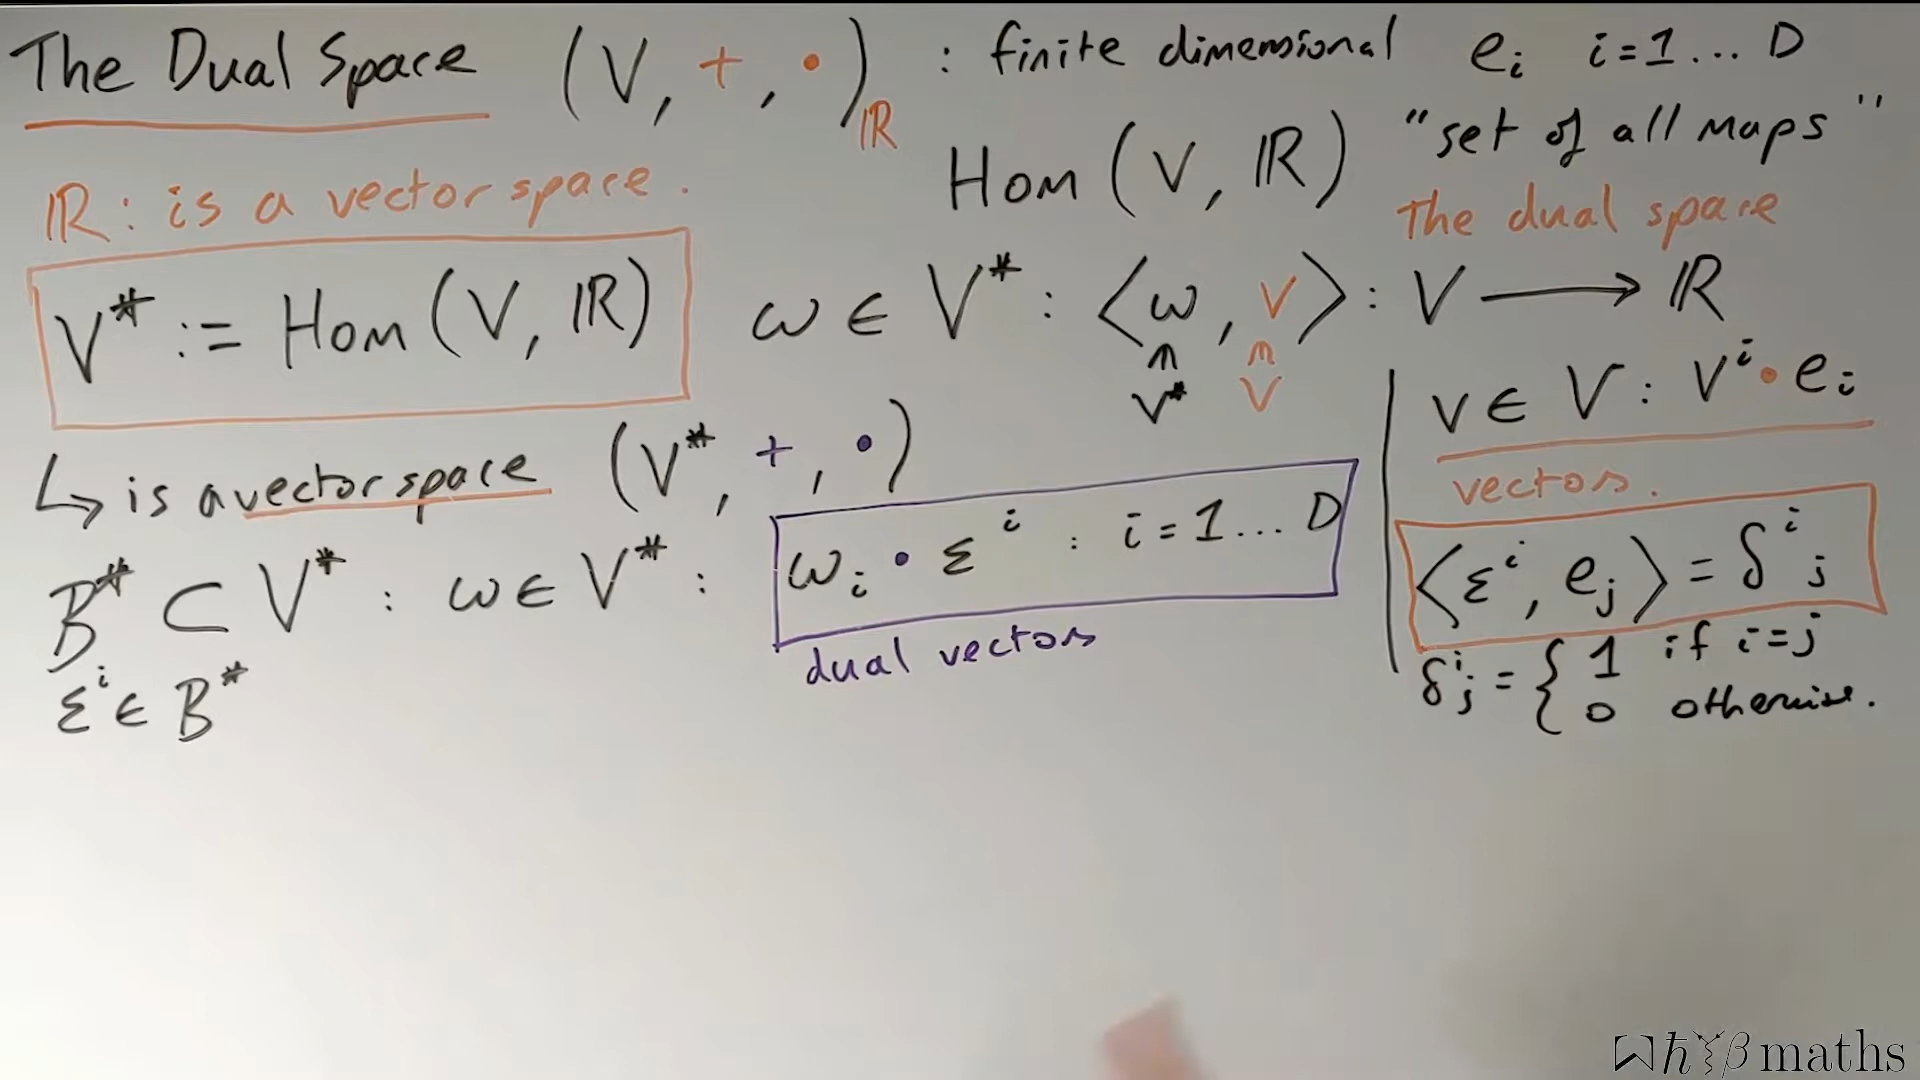 The Dual Space (V, +, •)ℝ : finite dimensional eᵢ i=1... D
ℝ: is a vector space. Hom (V, ℝ) "set of all maps"
The dual space
V* := Hom (V, ℝ) ω ∈ V* : ⟨ω, v⟩ : V ⟶ ℝ
V* V
v ∈ V : vⁱ • eᵢ
vectors.
↳ is a vector space (V*, +, •)
B* ⊂ V* : ω ∈ V* : ωᵢ • εⁱ : i=1... D
dual vectors
εⁱ ∈ B*
⟨εⁱ, eⱼ⟩ = δⁱⱼ
δⁱⱼ = { 1 if i=j
0 otherwise.
maths